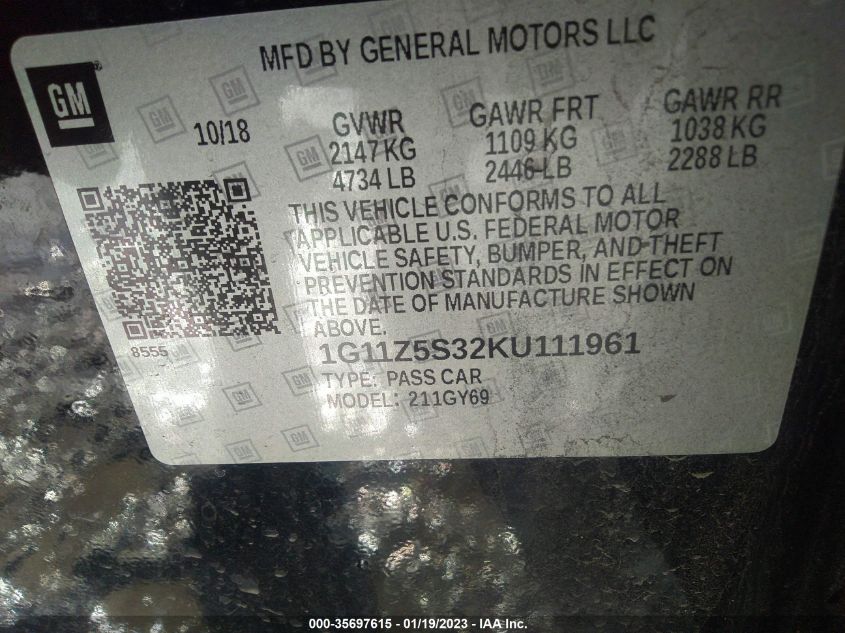 MFD BY GENERAL MOTORS LLC
GM
10/18
GVWR
2147 KG
4734 LB
GAWR FRT
1109 KG
2446 LB
GAWR RR
1038 KG
2288 LB
THIS VEHICLE CONFORMS TO ALL
APPLICABLE U.S. FEDERAL MOTOR
VEHICLE SAFETY, BUMPER, AND THEFT
PREVENTION STANDARDS IN EFFECT ON
THE DATE OF MANUFACTURE SHOWN
ABOVE.
8555
1G11Z5S32KU111961
TYPE: PASS CAR
MODEL: 211GY69
000-35697615 — 01/19/2023 — IAA Inc.